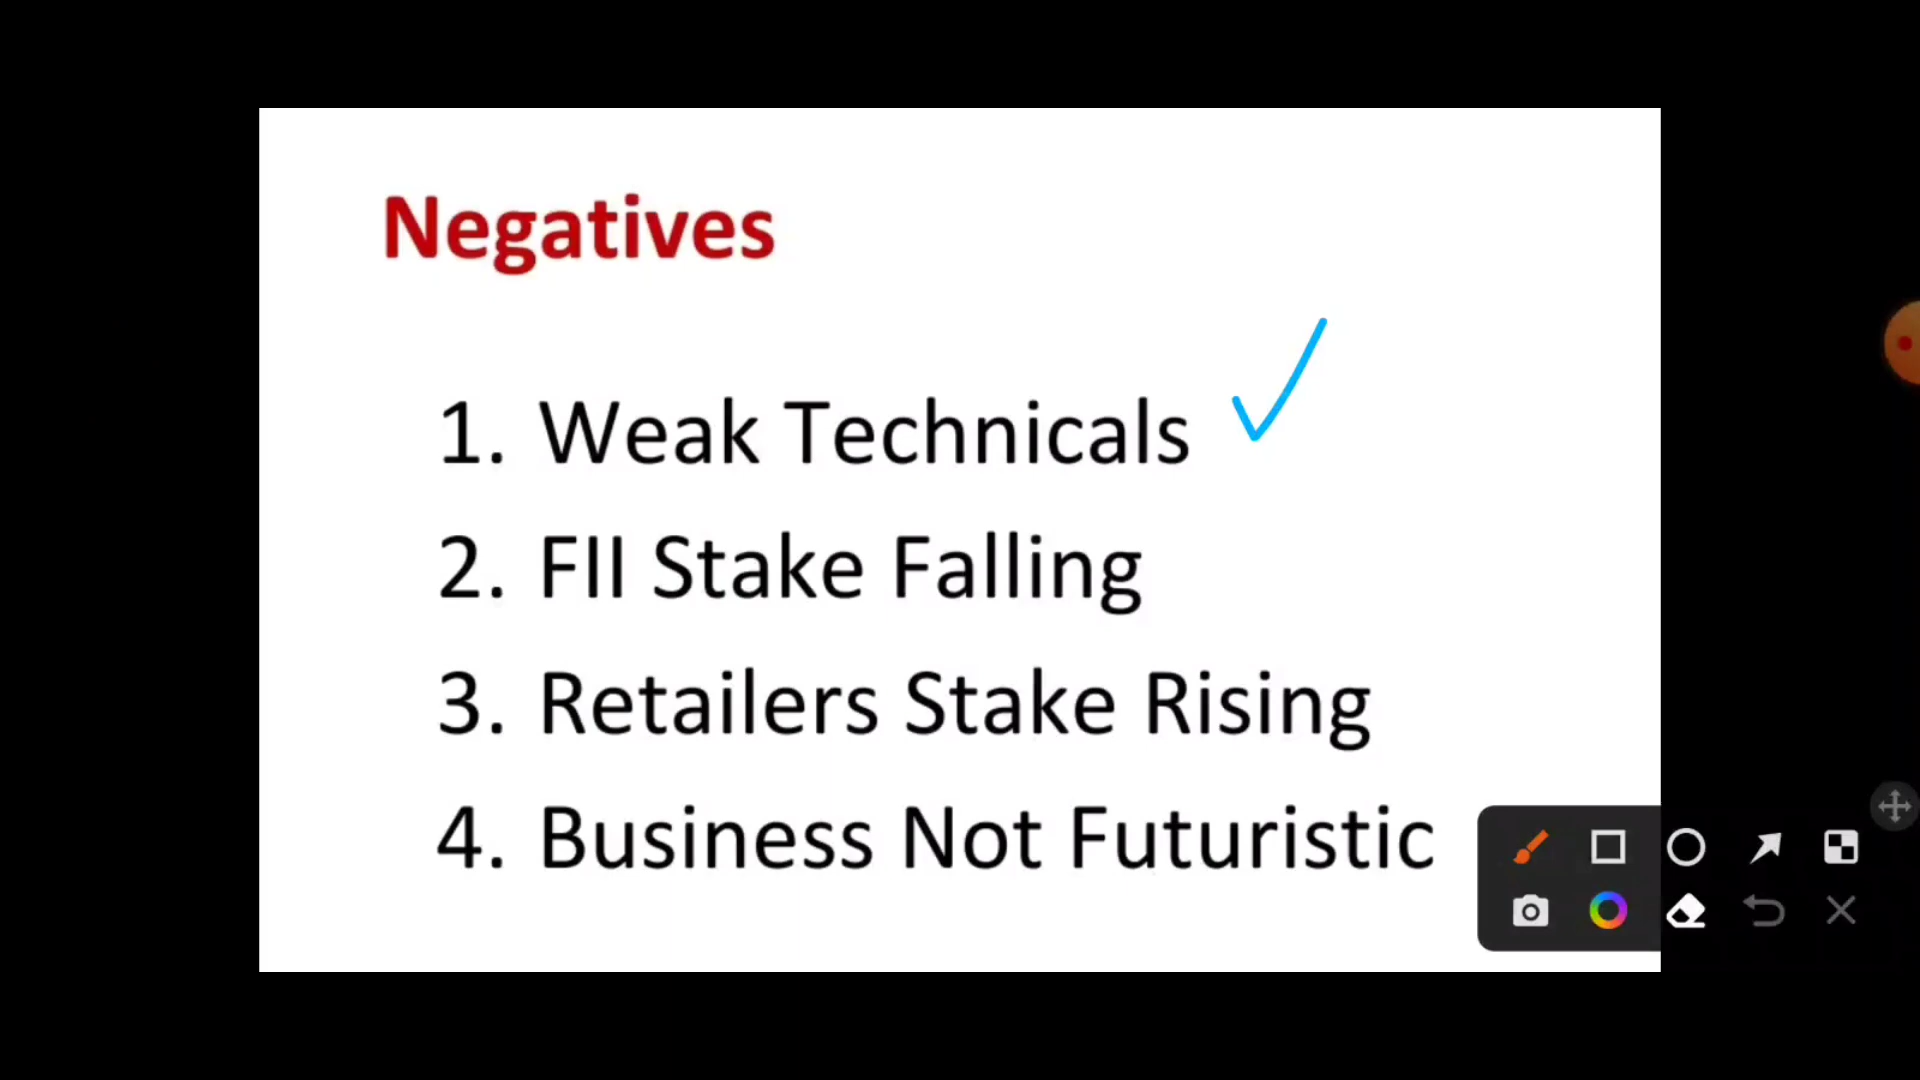 Negatives
1. Weak Technicals
2. FII Stake Falling
3. Retailers Stake Rising
4. Business Not Futuristic